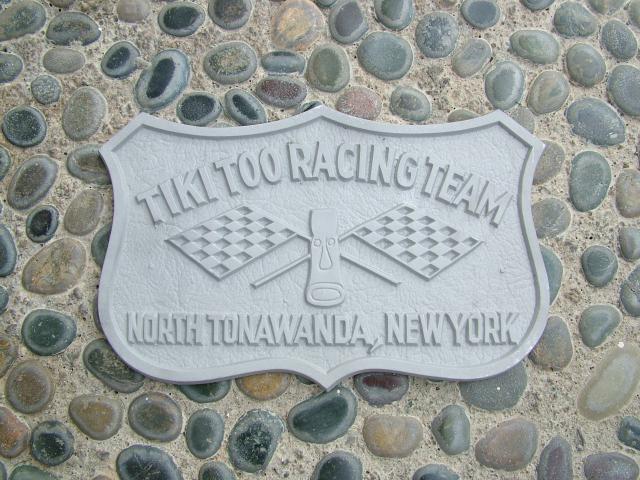 TIKI TOO RACING TEAM
NORTH TONAWANDA, NEW YORK